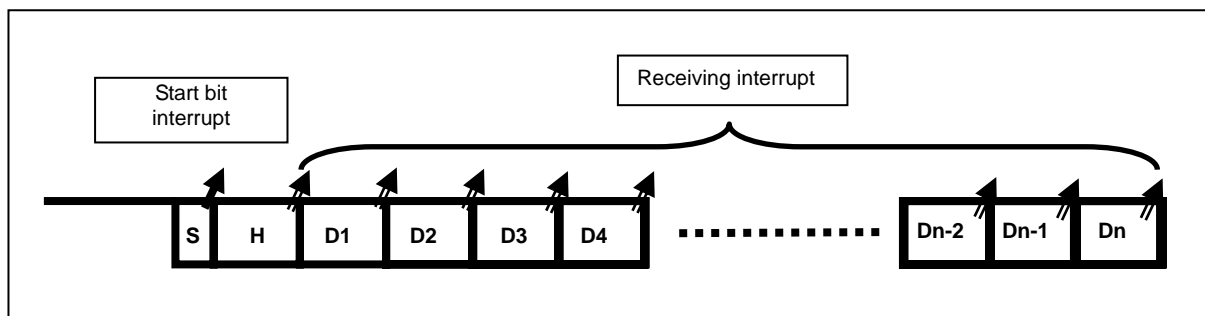 Receiving interrupt
Start bit
interrupt
S H D1 D2 D3 D4 Dn-2 Dn-1 Dn